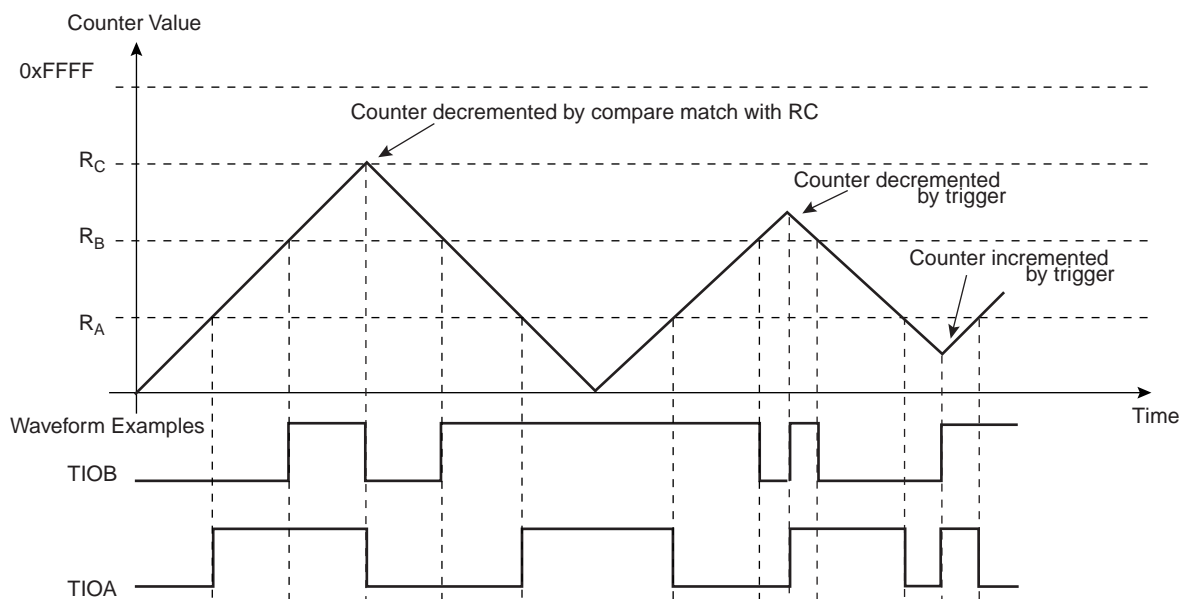 Counter Value
0xFFFF
Counter decremented by compare match with RC
RC
Counter decremented
by trigger
RB
Counter incremented
by trigger
RA
Time
Waveform Examples
TIOB
TIOA